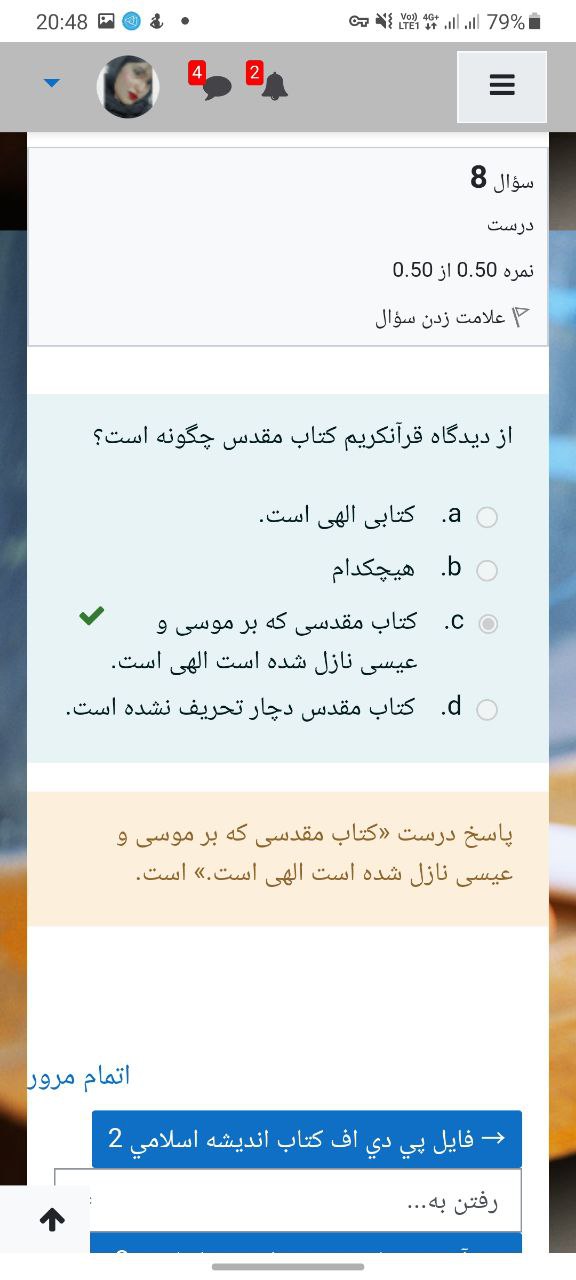 20:48
Vo)) LTE1 4G+ 79%
4 2
سؤال 8
درست
نمره 0.50 از 0.50
علامت زدن سؤال
از دیدگاه قرآنکریم کتاب مقدس چگونه است؟
a. کتابی الهی است.
b. هیچکدام
c. کتاب مقدسی که بر موسی و
عیسی نازل شده است الهی است.
d. کتاب مقدس دچار تحریف نشده است.
پاسخ درست «کتاب مقدسی که بر موسی و
عیسی نازل شده است الهی است.» است.
اتمام مرور
→ فایل پي دي اف کتاب اندیشه اسلامي 2
رفتن به...